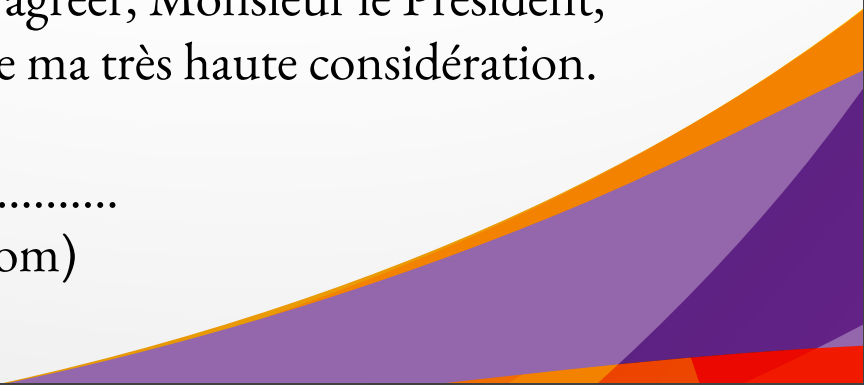 agréer, Monsieur le Président,
e ma très haute considération.
..........
om)